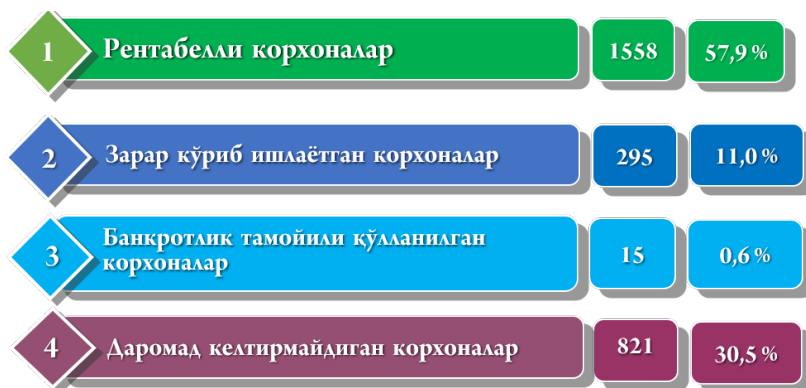 1 Рентабелли корхоналар 1558 57,9%
2 Зарар кўриб ишлаётган корхоналар 295 11,0%
3 Банкротлик тамойили қўлланилган
корхоналар 15 0,6%
4 Даромад келтирмайдиган корхоналар 821 30,5%